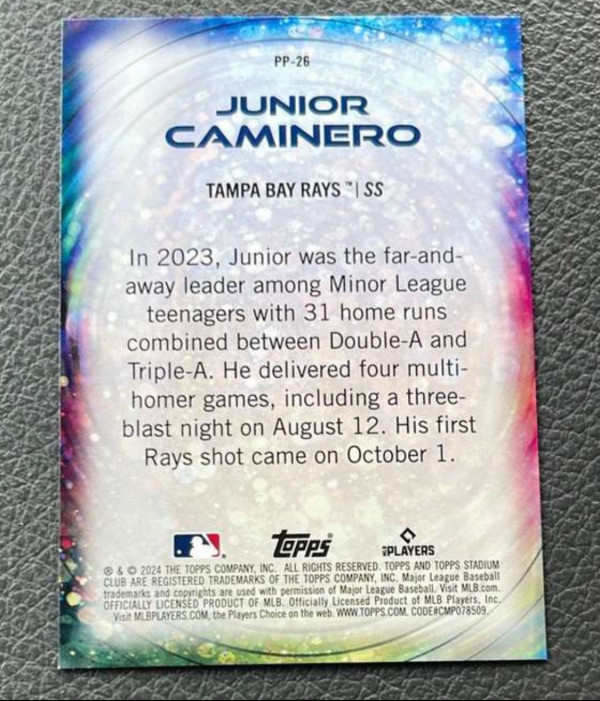 PP-26
JUNIOR
CAMINERO
TAMPA BAY RAYS™ | SS
In 2023, Junior was the far-and-
away leader among Minor League
teenagers with 31 home runs
combined between Double-A and
Triple-A. He delivered four multi-
homer games, including a three-
blast night on August 12. His first
Rays shot came on October 1.
Topps®
MLB PLAYERS
® & © 2024 THE TOPPS COMPANY, INC. ALL RIGHTS RESERVED. TOPPS AND TOPPS STADIUM
CLUB ARE REGISTERED TRADEMARKS OF THE TOPPS COMPANY, INC. Major League Baseball
trademarks and copyrights are used with permission of Major League Baseball. Visit MLB.com.
OFFICIALLY LICENSED PRODUCT OF MLB. Officially Licensed Product of MLB Players, Inc.
Visit MLBPLAYERS.COM, the Players Choice on the web. WWW.TOPPS.COM. CODE#CMP078509.